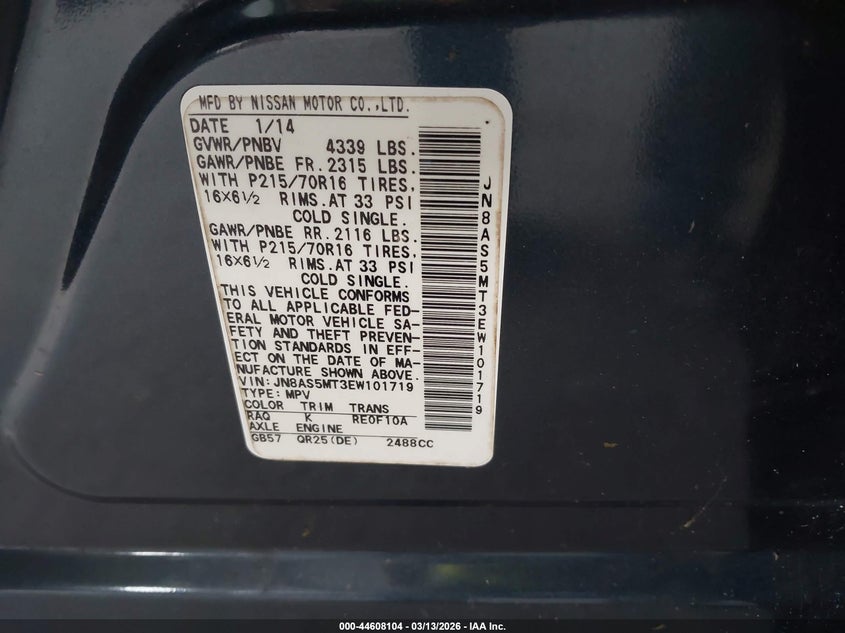 MFD BY NISSAN MOTOR CO.,LTD.
DATE 1/14
GVWR/PNBV 4339 LBS.
GAWR/PNBE FR. 2315 LBS.
WITH P215/70R16 TIRES,
16X6½ RIMS.AT 33 PSI
COLD SINGLE.
GAWR/PNBE RR. 2116 LBS.
WITH P215/70R16 TIRES,
16X6½ RIMS.AT 33 PSI
COLD SINGLE.
THIS VEHICLE CONFORMS
TO ALL APPLICABLE FED-
ERAL MOTOR VEHICLE SA-
FETY AND THEFT PREVEN-
TION STANDARDS IN EFF-
ECT ON THE DATE OF MA-
NUFACTURE SHOWN ABOVE.
VIN: JN8AS5MT3EW101719
TYPE: MPV
COLOR TRIM TRANS
RAQ K RE0F10A
AXLE ENGINE
GB57 QR25(DE) 2488CC
JN8AS5MT3EW101719
000-44608104 - 03/13/2026 - IAA Inc.